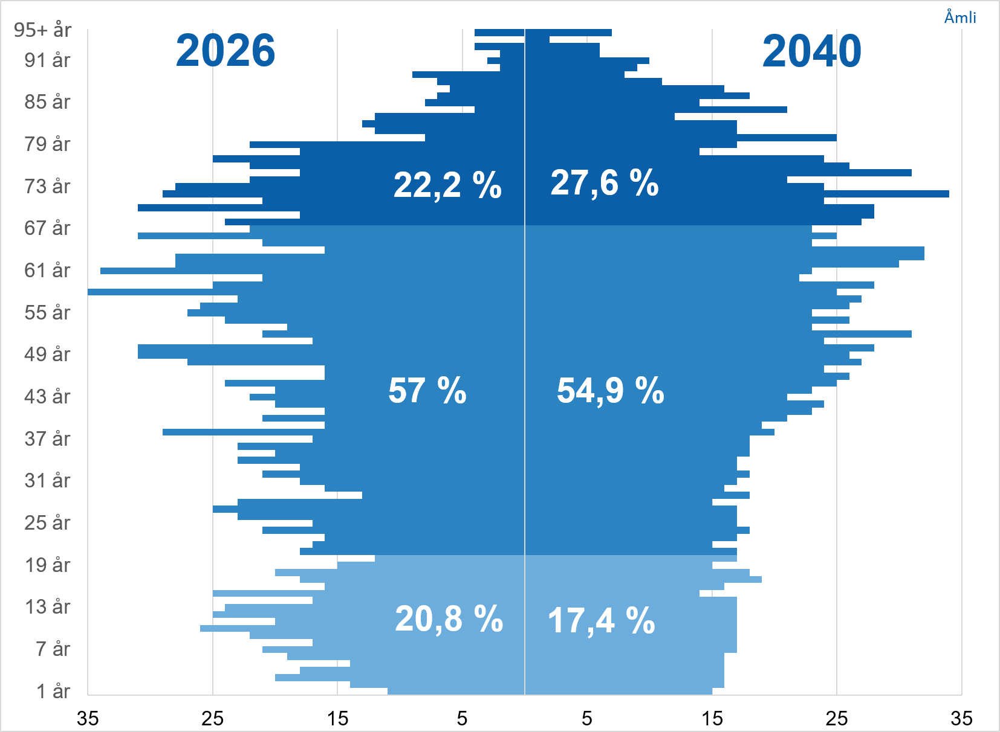 Åmli
2026
2040
95+ år
91 år
85 år
79 år
73 år
67 år
61 år
55 år
49 år
43 år
37 år
31 år
25 år
19 år
13 år
7 år
1 år
22,2 %
27,6 %
57 %
54,9 %
20,8 %
17,4 %
35 25 15 5 5 15 25 35